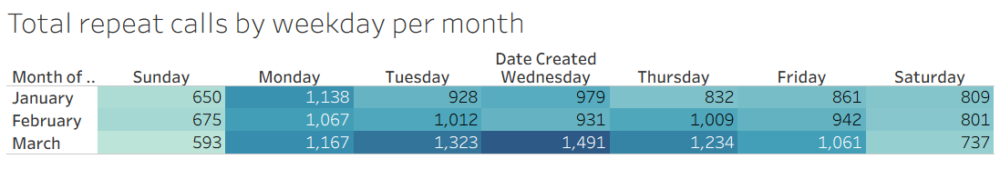 Total repeat calls by weekday per month
Date Created
Month of .. Sunday Monday Tuesday Wednesday Thursday Friday Saturday
January 650 1,138 928 979 832 861 809
February 675 1,067 1,012 931 1,009 942 801
March 593 1,167 1,323 1,491 1,234 1,061 737